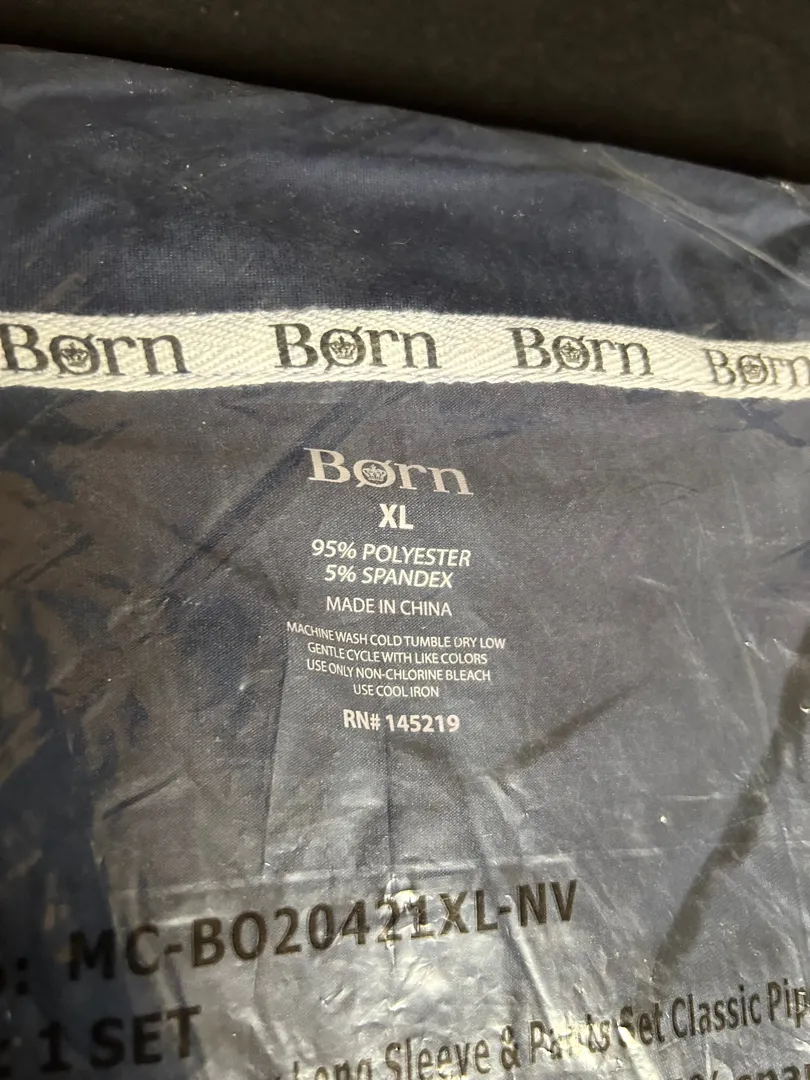 Børn Børn Børn Børn
Børn
XL
95% POLYESTER
5% SPANDEX
MADE IN CHINA
MACHINE WASH COLD TUMBLE DRY LOW
GENTLE CYCLE WITH LIKE COLORS
USE ONLY NON-CHLORINE BLEACH
USE COOL IRON
RN# 145219
: MC-BO20421XL-NV
: 1 SET
Long Sleeve & Pants Set Classic Pip